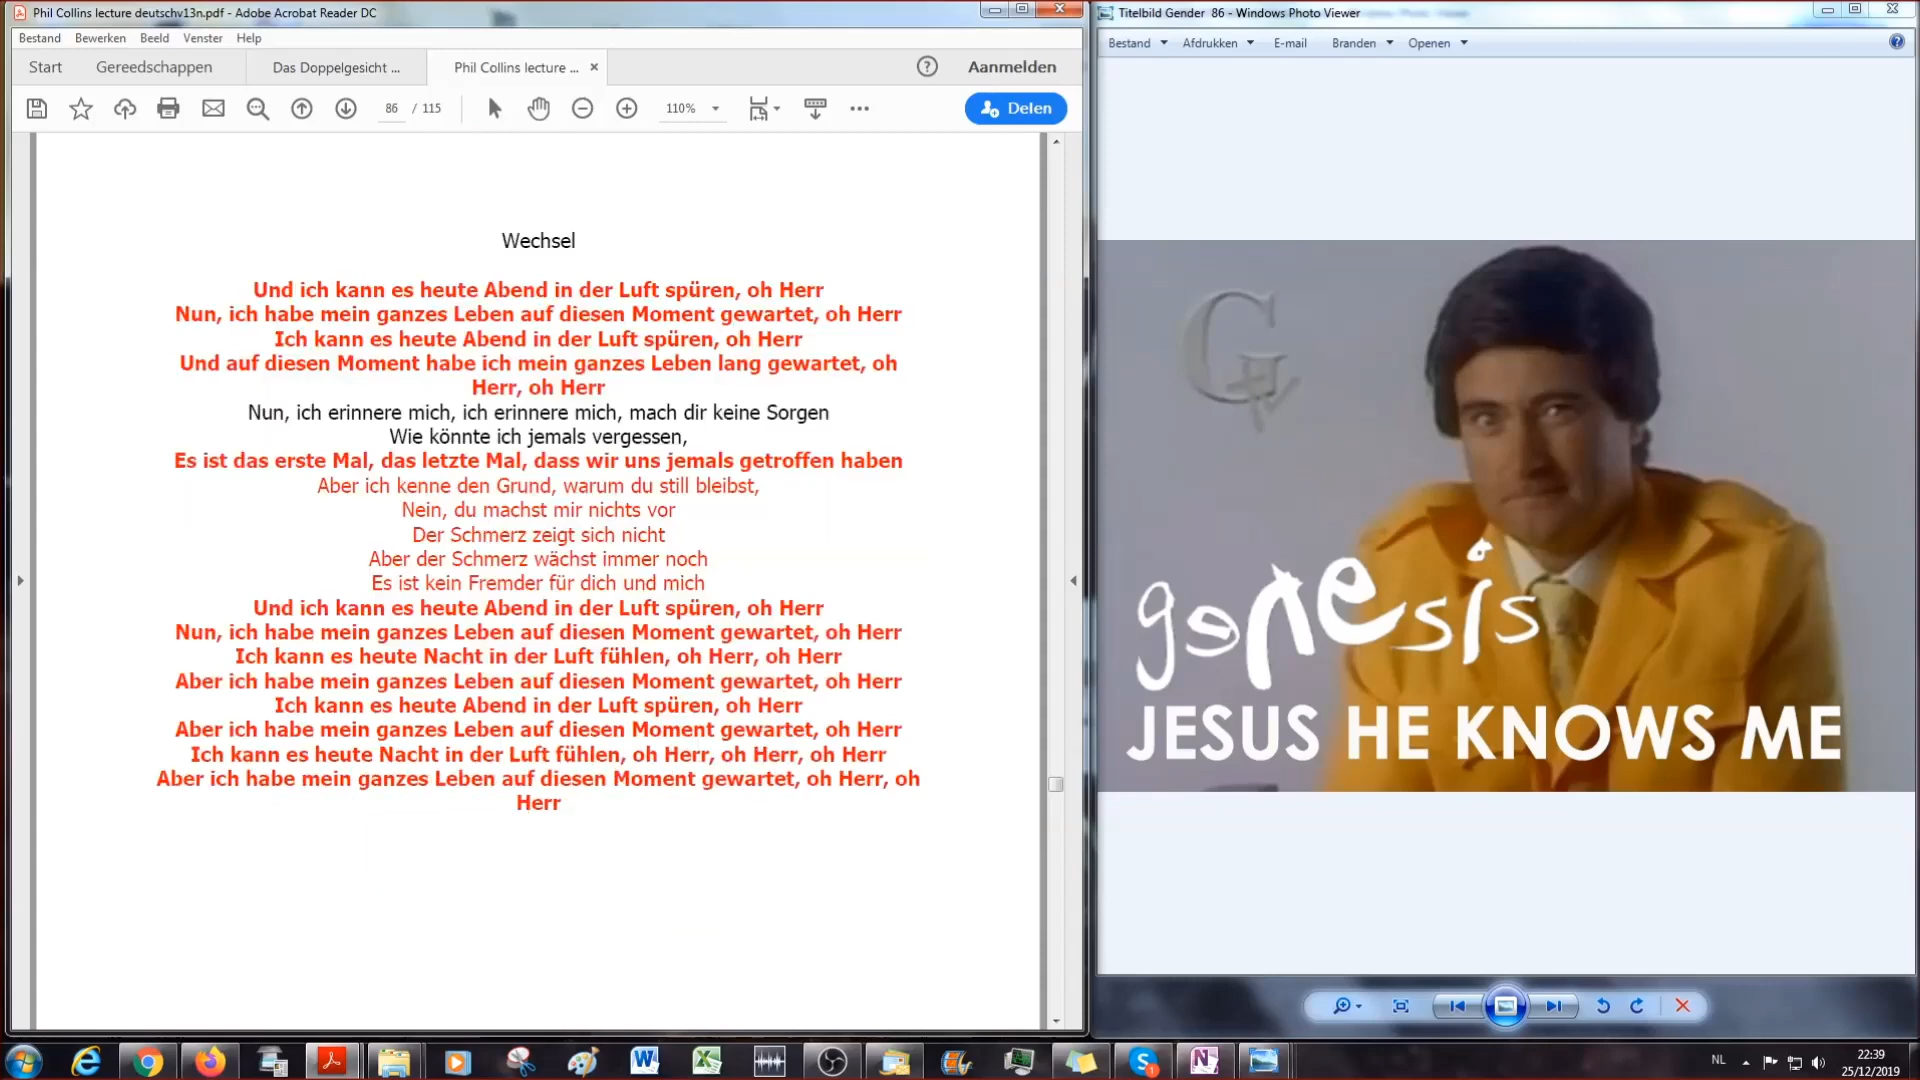 Phil Collins lecture deutschv13n.pdf - Adobe Acrobat Reader DC
Bestand Bewerken Beeld Venster Help
Start Gereedschappen Das Doppelgesicht ... Phil Collins lecture ... × ? Aanmelden
86 / 115 110% Delen
Wechsel
Und ich kann es heute Abend in der Luft spüren, oh Herr
Nun, ich habe mein ganzes Leben auf diesen Moment gewartet, oh Herr
Ich kann es heute Abend in der Luft spüren, oh Herr
Und auf diesen Moment habe ich mein ganzes Leben lang gewartet, oh
Herr, oh Herr
Nun, ich erinnere mich, ich erinnere mich, mach dir keine Sorgen
Wie könnte ich jemals vergessen,
Es ist das erste Mal, das letzte Mal, dass wir uns jemals getroffen haben
Aber ich kenne den Grund, warum du still bleibst,
Nein, du machst mir nichts vor
Der Schmerz zeigt sich nicht
Aber der Schmerz wächst immer noch
Es ist kein Fremder für dich und mich
Und ich kann es heute Abend in der Luft spüren, oh Herr
Nun, ich habe mein ganzes Leben auf diesen Moment gewartet, oh Herr
Ich kann es heute Nacht in der Luft fühlen, oh Herr, oh Herr
Aber ich habe mein ganzes Leben auf diesen Moment gewartet, oh Herr
Ich kann es heute Abend in der Luft spüren, oh Herr
Aber ich habe mein ganzes Leben auf diesen Moment gewartet, oh Herr
Ich kann es heute Nacht in der Luft fühlen, oh Herr, oh Herr, oh Herr
Aber ich habe mein ganzes Leben auf diesen Moment gewartet, oh Herr, oh
Herr
Titelbild Gender 86 - Windows Photo Viewer
Bestand Afdrukken E-mail Branden Openen
genesis
JESUS HE KNOWS ME
NL
22:39
25/12/2019